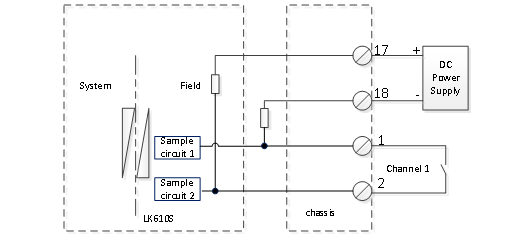 17
+
DC
Power
Supply
System
Field
18
-
Sample
circuit 1
1
Channel 1
Sample
circuit 2
2
LK610S
chassis